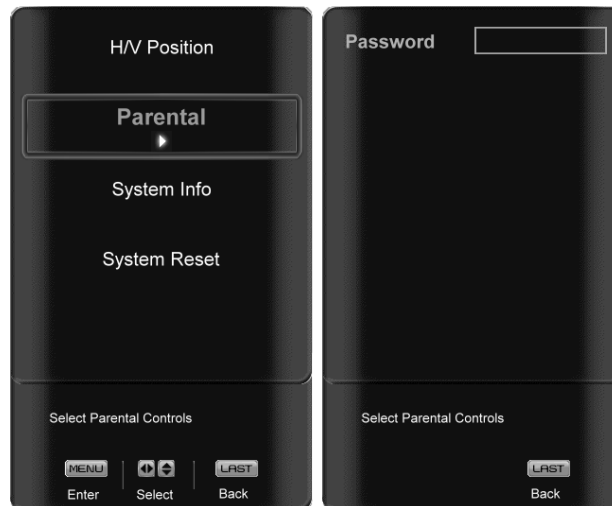 H/V Position
Parental
System Info
System Reset
Select Parental Controls
MENU LAST
Enter Select Back
Password
Select Parental Controls
LAST
Back